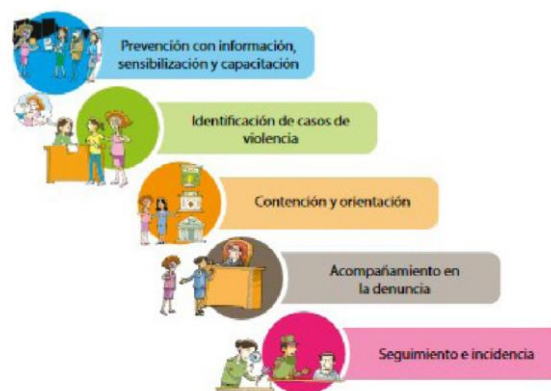 Prevención con información,
sensibilización y capacitación
Identificación de casos de
violencia
Contención y orientación
Acompañamiento en
la denuncia
Seguimiento e incidencia